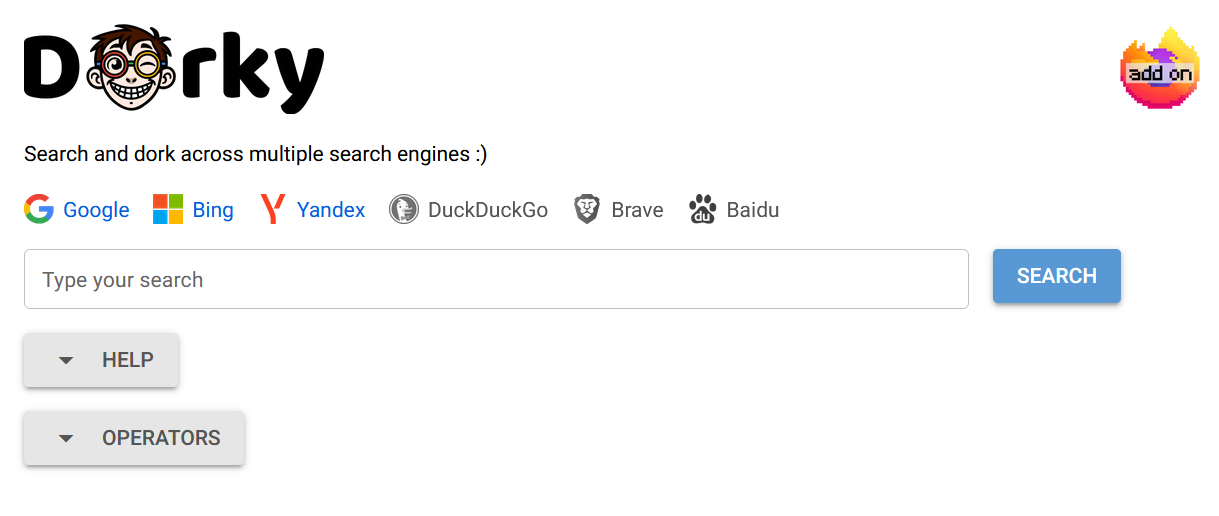 Dorky
add on
Search and dork across multiple search engines :)
Google Bing Yandex DuckDuckGo Brave du Baidu
Type your search
SEARCH
HELP
OPERATORS